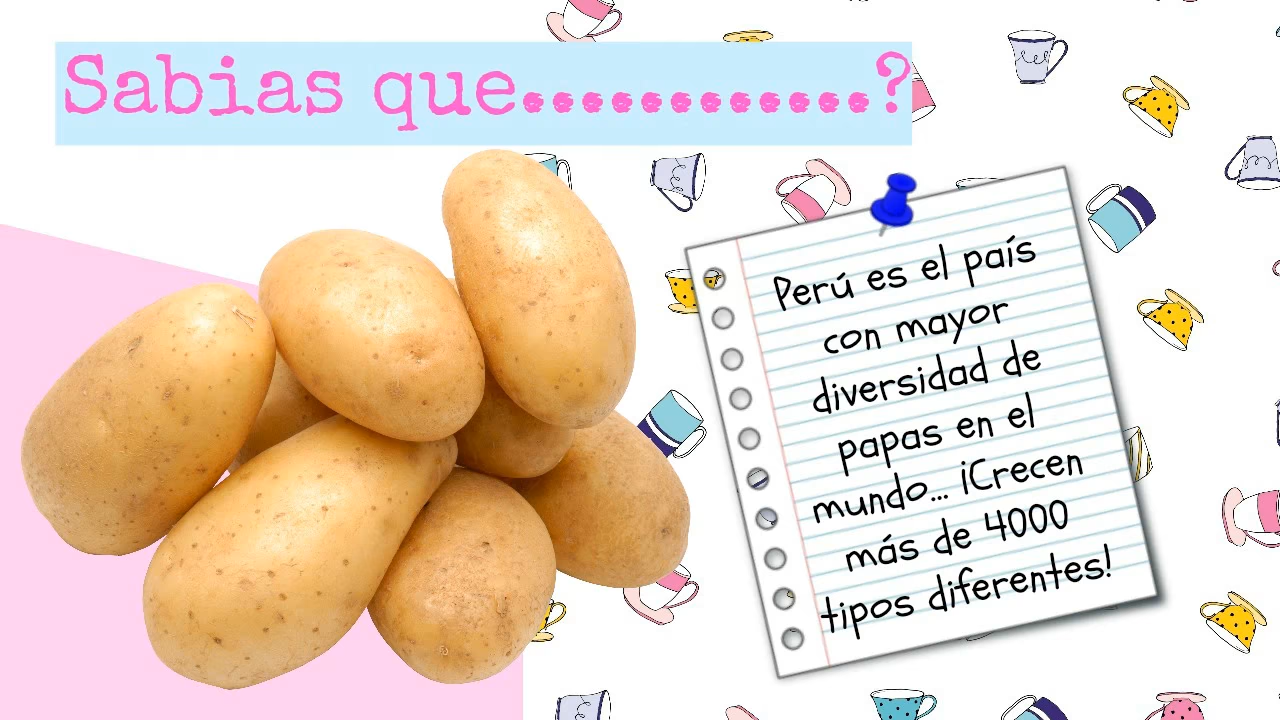 Sabias que............?
Perú es el país
con mayor
diversidad de
papas en el
mundo... ¡Crecen
más de 4000
tipos diferentes!